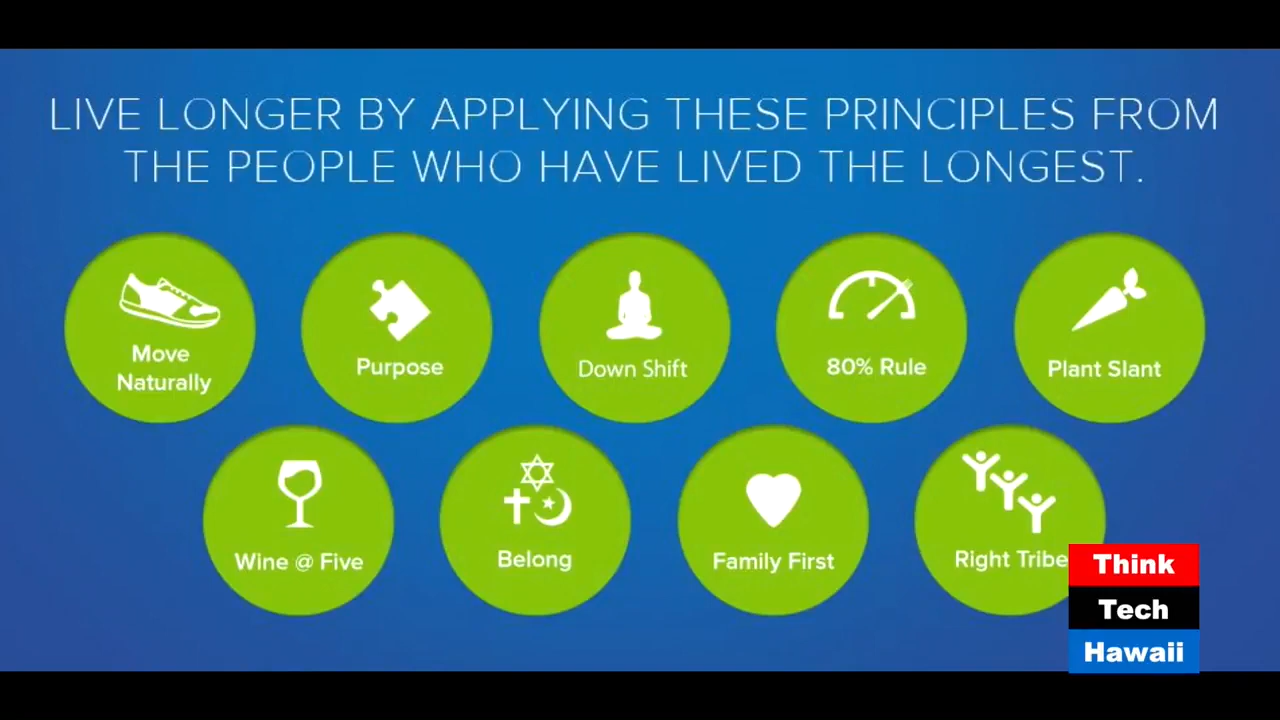 LIVE LONGER BY APPLYING THESE PRINCIPLES FROM
THE PEOPLE WHO HAVE LIVED THE LONGEST.
Move
Naturally
Purpose
Down Shift
80% Rule
Plant Slant
Wine @ Five
Belong
Family First
Right Tribe
Think
Tech
Hawaii